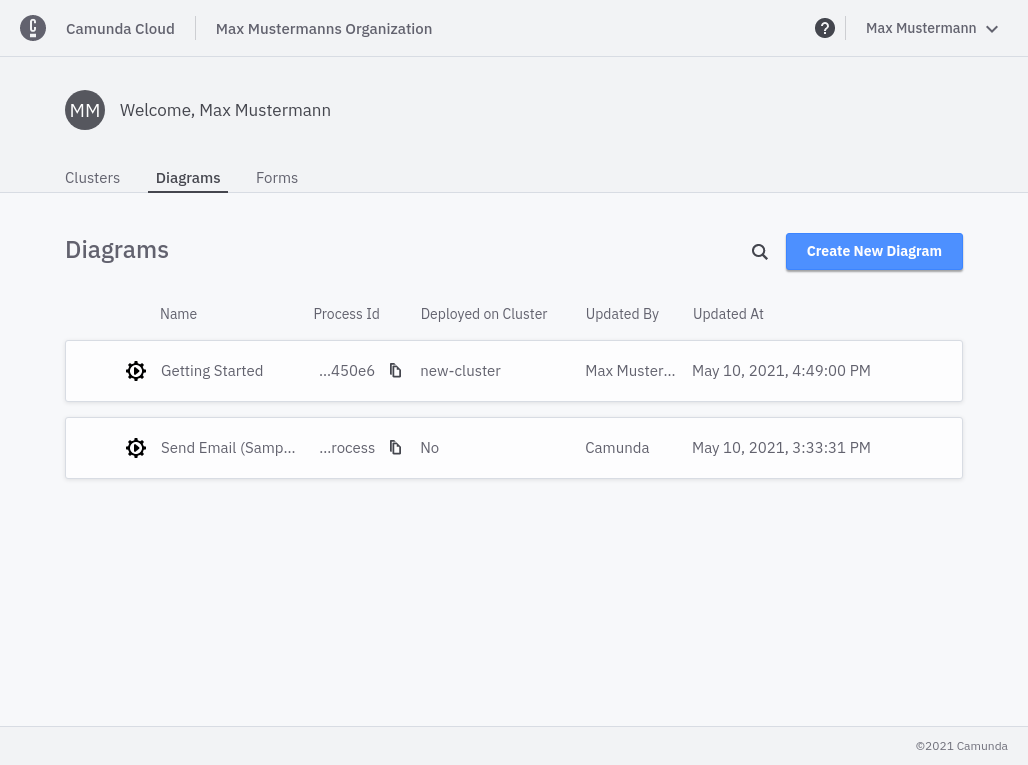 Camunda Cloud Max Mustermanns Organization ? Max Mustermann
MM Welcome, Max Mustermann
Clusters Diagrams Forms
Diagrams Create New Diagram
Name Process Id Deployed on Cluster Updated By Updated At
Getting Started ...450e6 new-cluster Max Muster... May 10, 2021, 4:49:00 PM
Send Email (Samp... ...rocess No Camunda May 10, 2021, 3:33:31 PM
©2021 Camunda